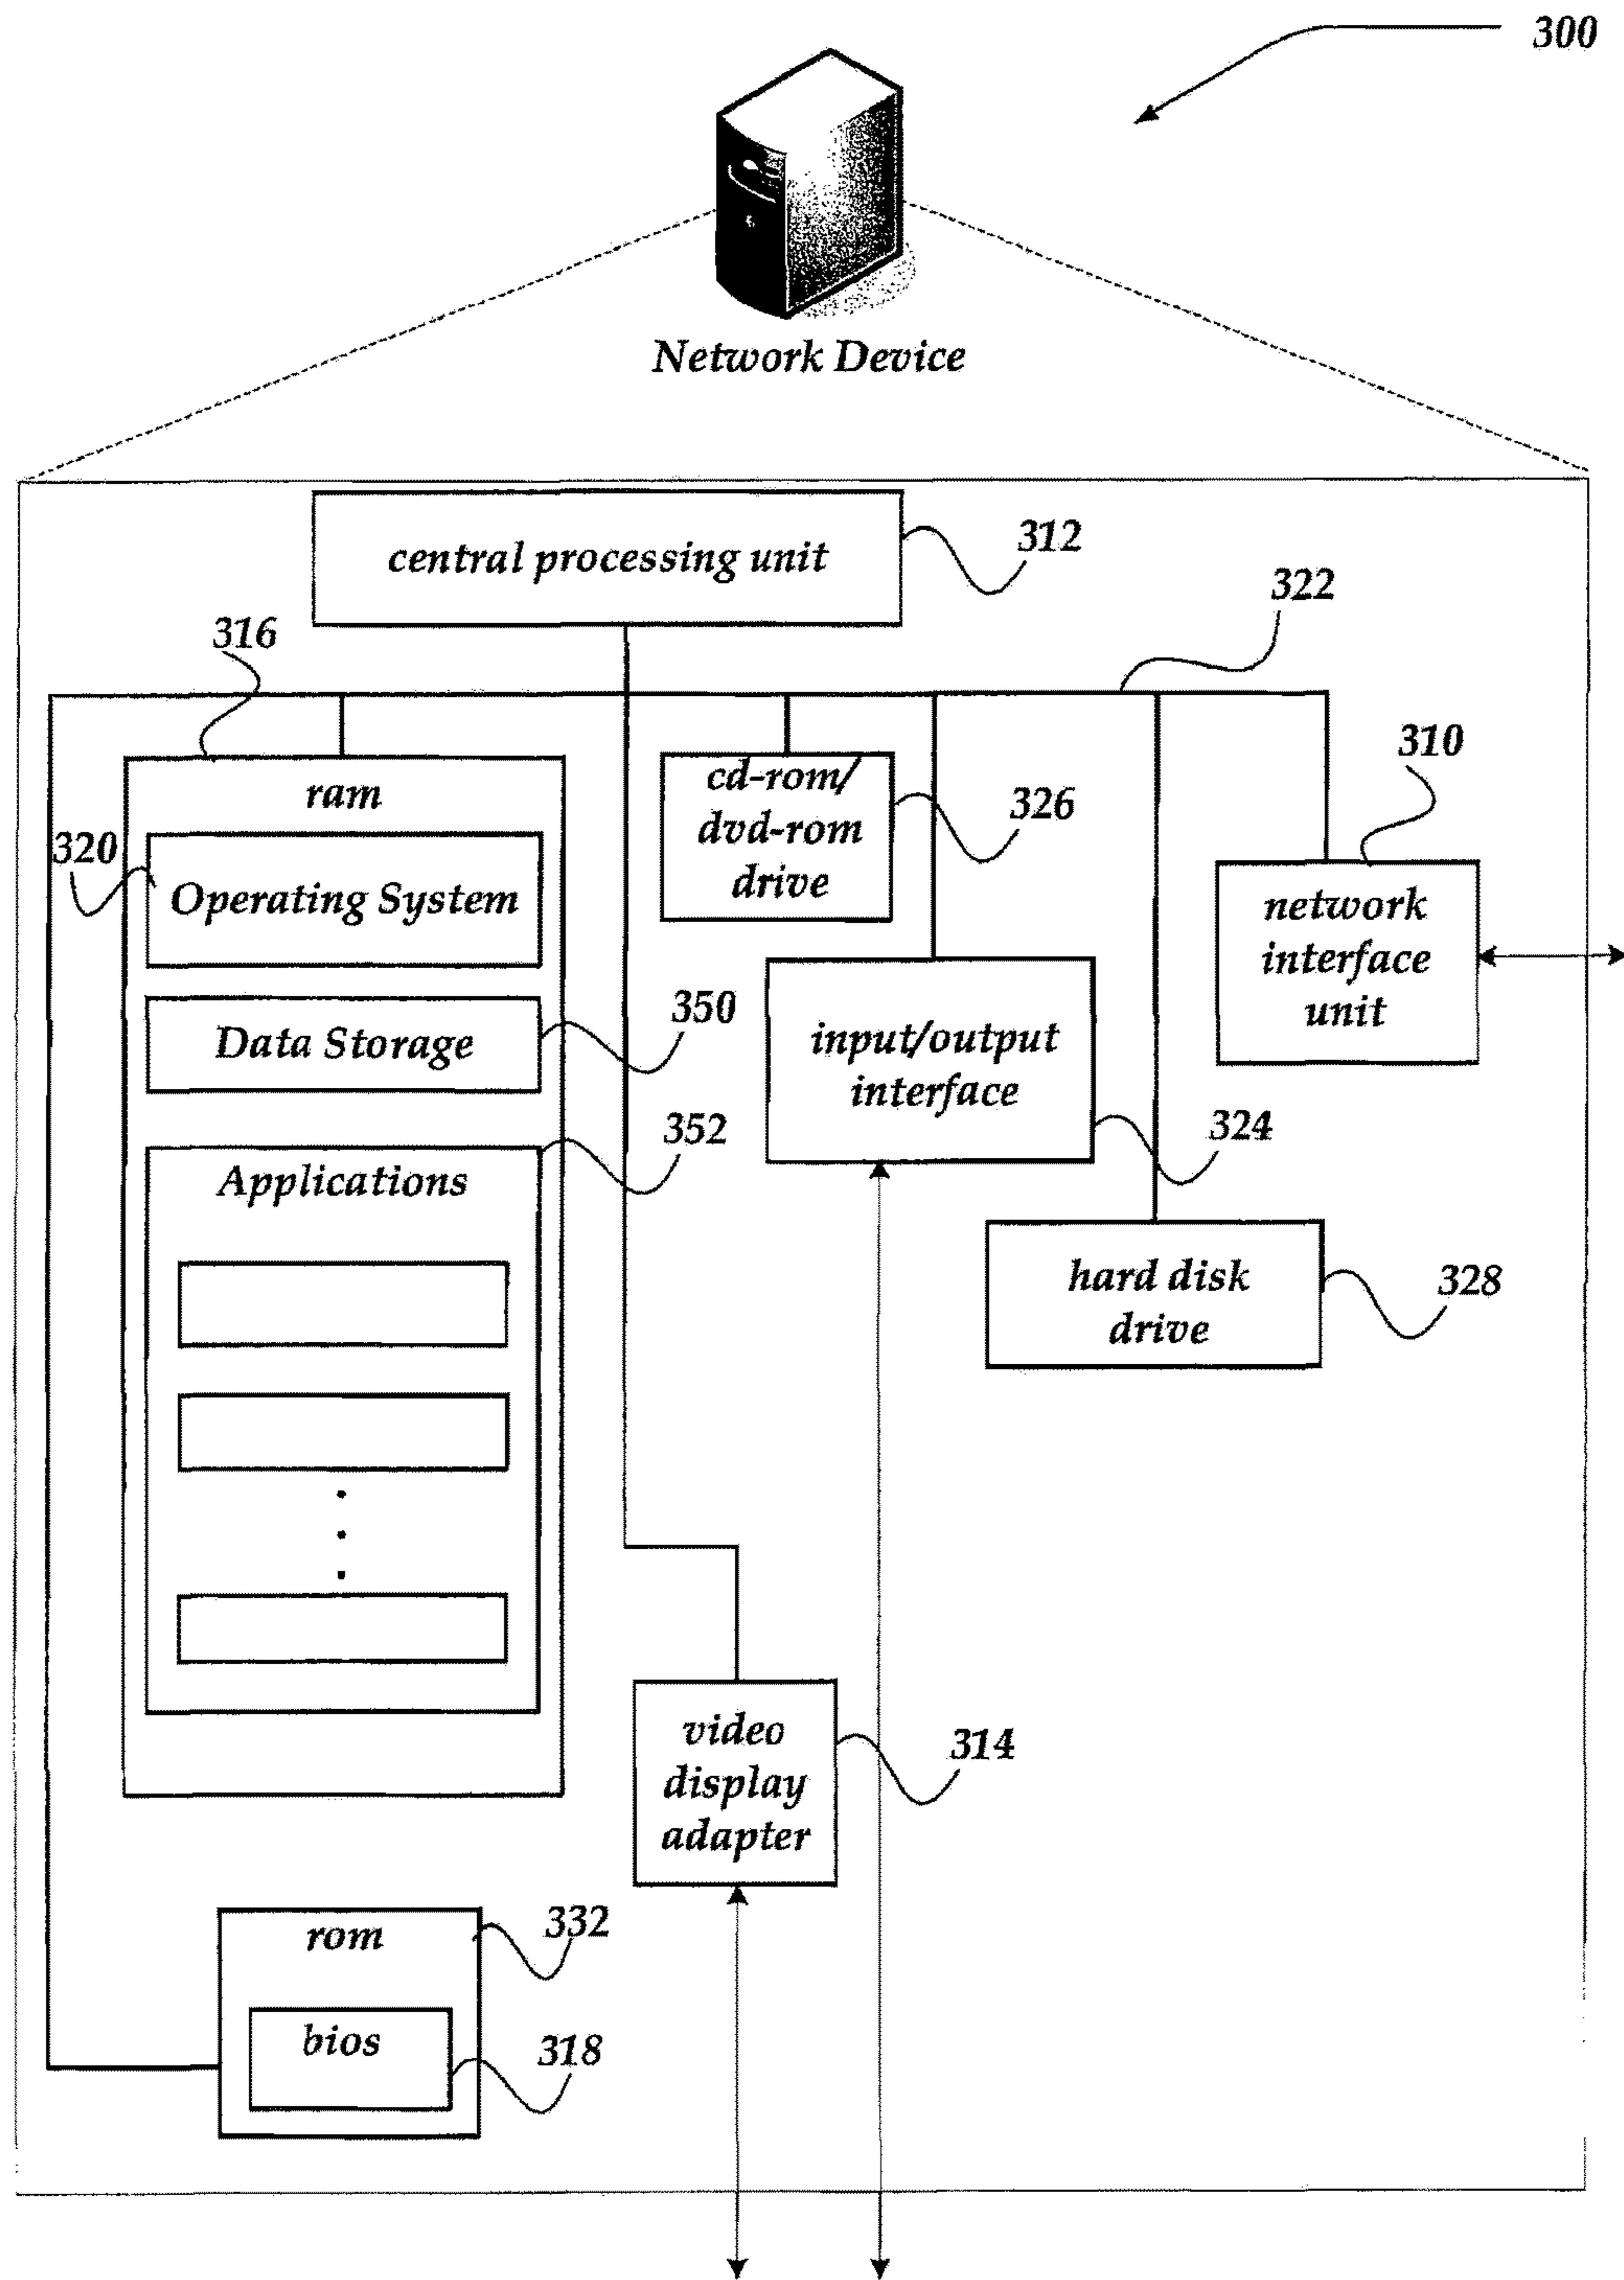 300
Network Device
central processing unit
312
322
316
310
ram
cd-rom/
dvd-rom
drive
326
320
Operating System
network
interface
unit
Data Storage
350
input/output
interface
352
324
Applications
hard disk
drive
328
video
display
adapter
314
rom
332
bios
318